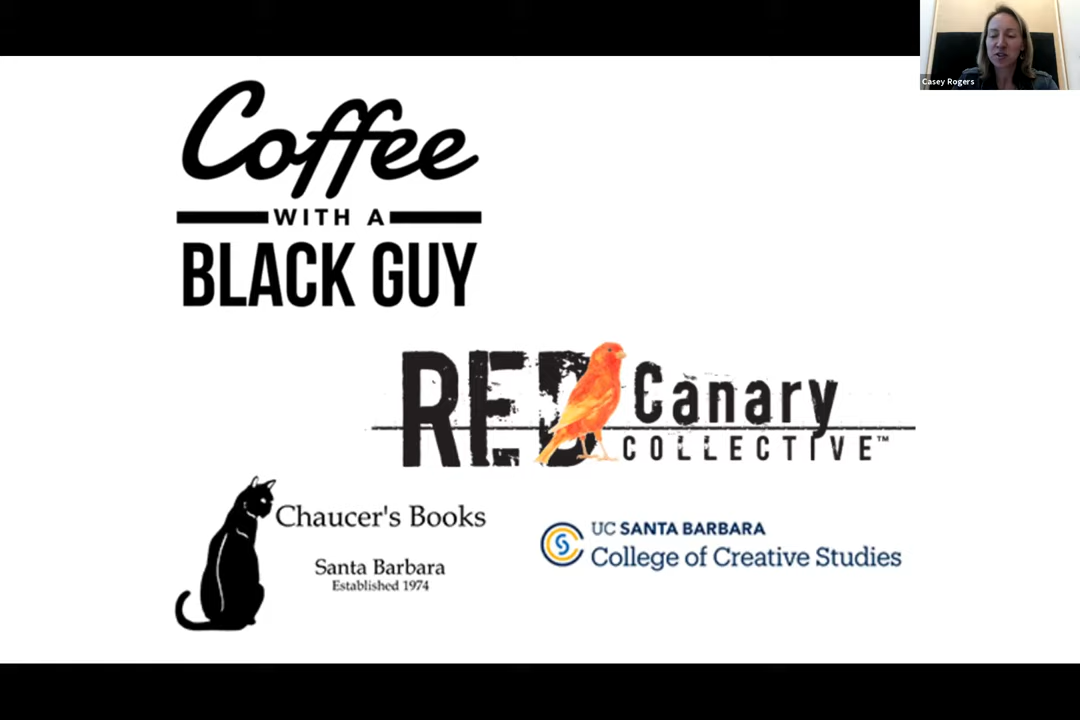 Casey Rogers
Coffee
WITH A
BLACK GUY
RED Canary
COLLECTIVE™
Chaucer's Books
Santa Barbara
Established 1974
UC SANTA BARBARA
College of Creative Studies